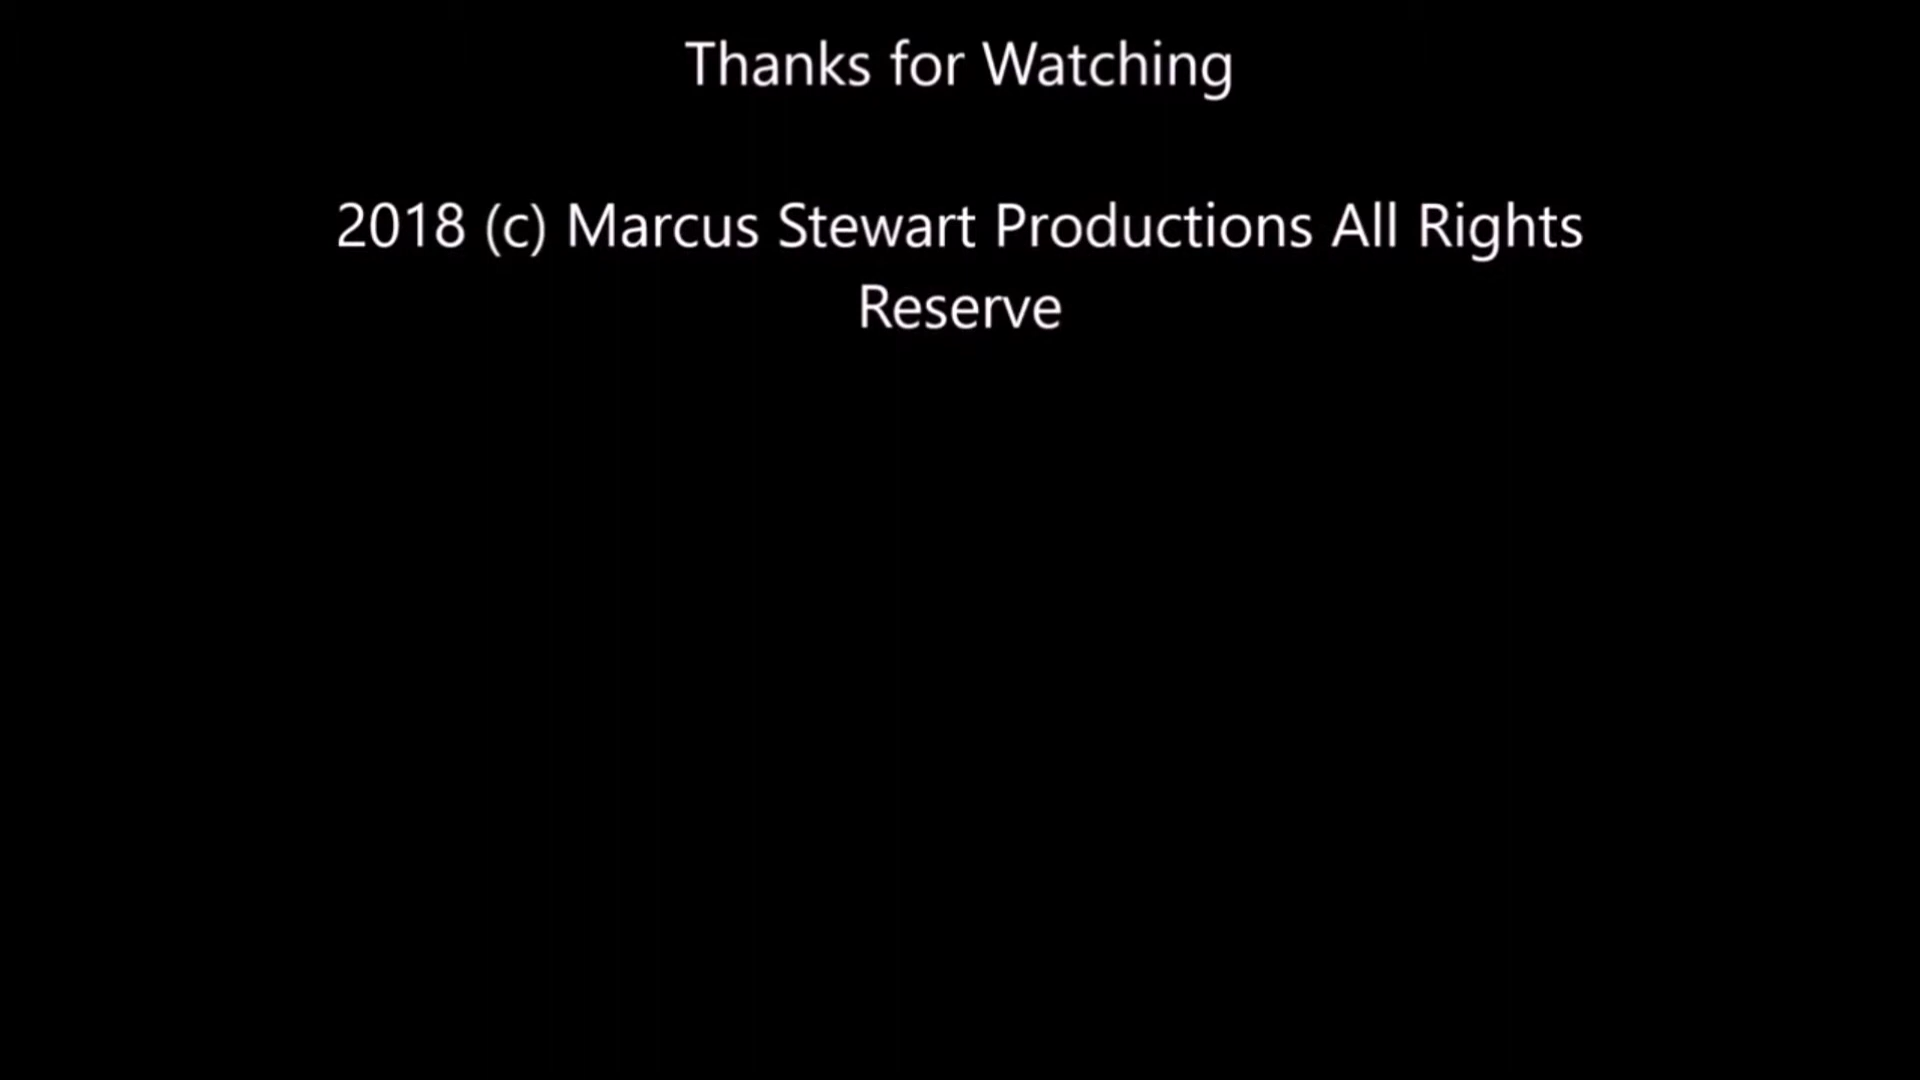 Thanks for Watching
2018 (c) Marcus Stewart Productions All Rights
Reserve